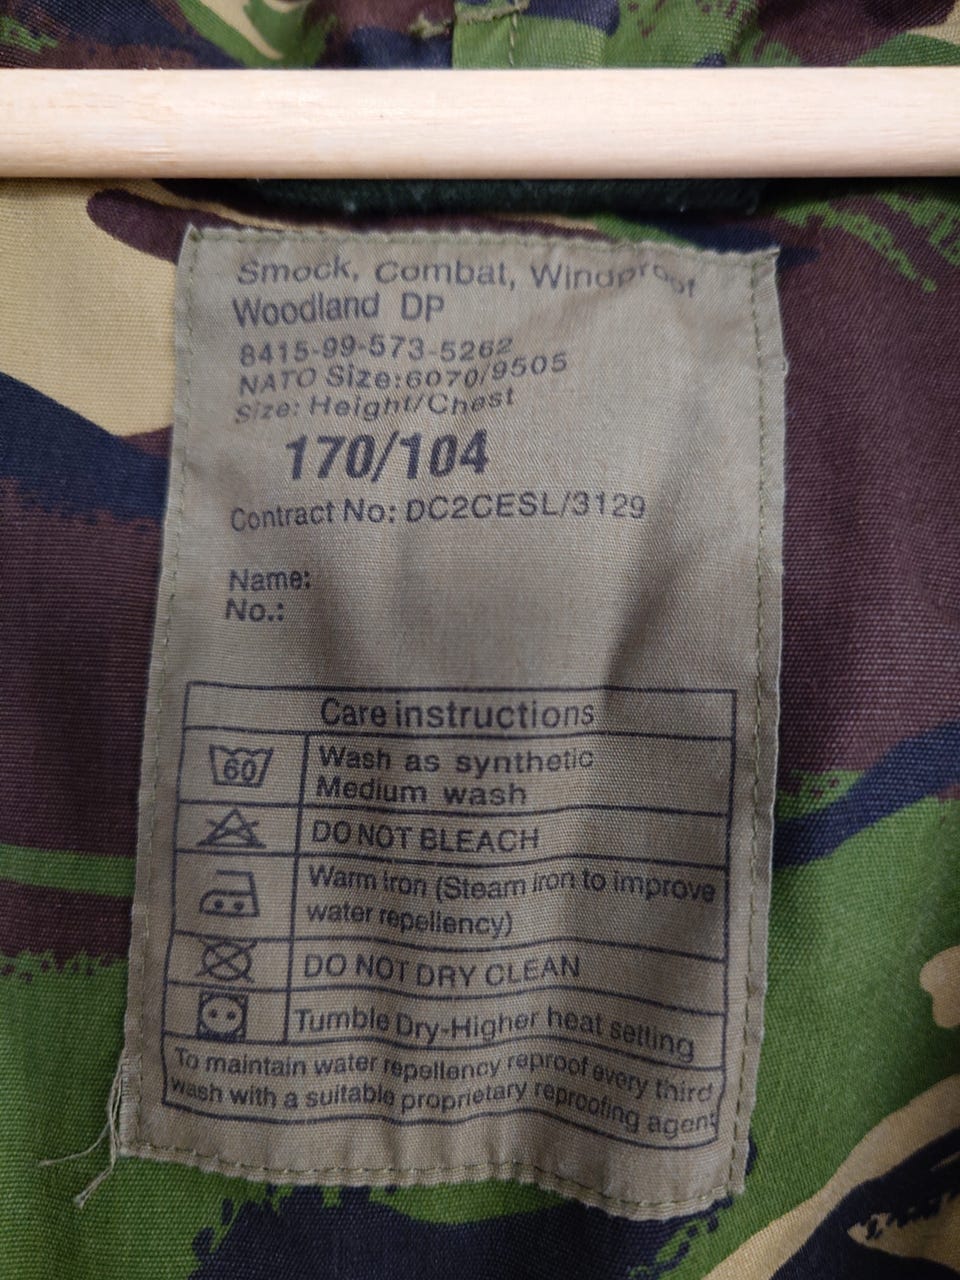 Smock, Combat, Windproof
Woodland DP
8415-99-573-5262
NATO Size:6070/9505
Size: Height/Chest
170/104
Contract No: DC2CESL/3129
Name:
No.:
Care instructions
60
Wash as synthetic
Medium wash
DO NOT BLEACH
Warm iron (Steam iron to improve
water repellency)
DO NOT DRY CLEAN
Tumble Dry-Higher heat setting
To maintain water repellency reproof every third
wash with a suitable proprietary reproofing agent